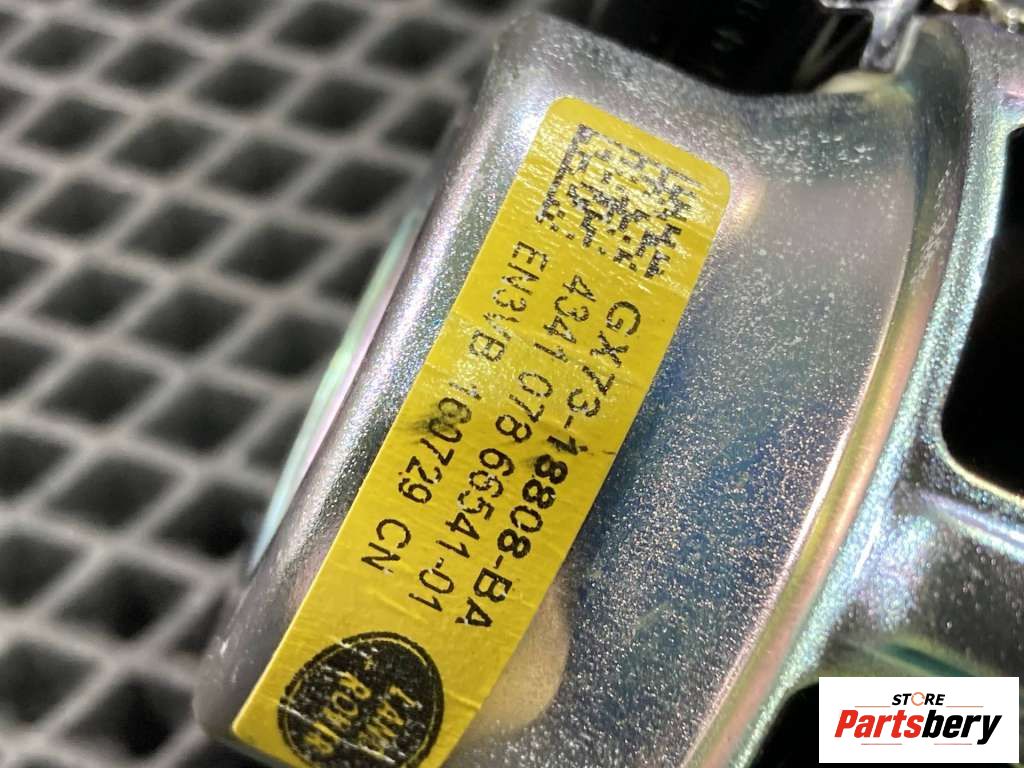 GX73-18808-BA
4341 078 66541-01
EN3VB 160729 CN
LAND
ROVER
STORE
Partsbery